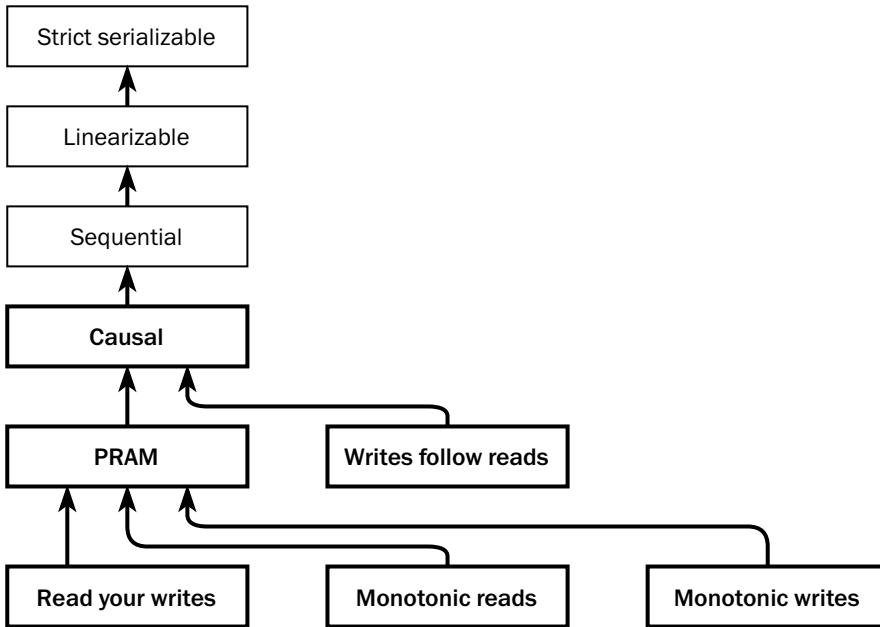 Strict serializable
Linearizable
Sequential
Causal
PRAM
Writes follow reads
Read your writes
Monotonic reads
Monotonic writes